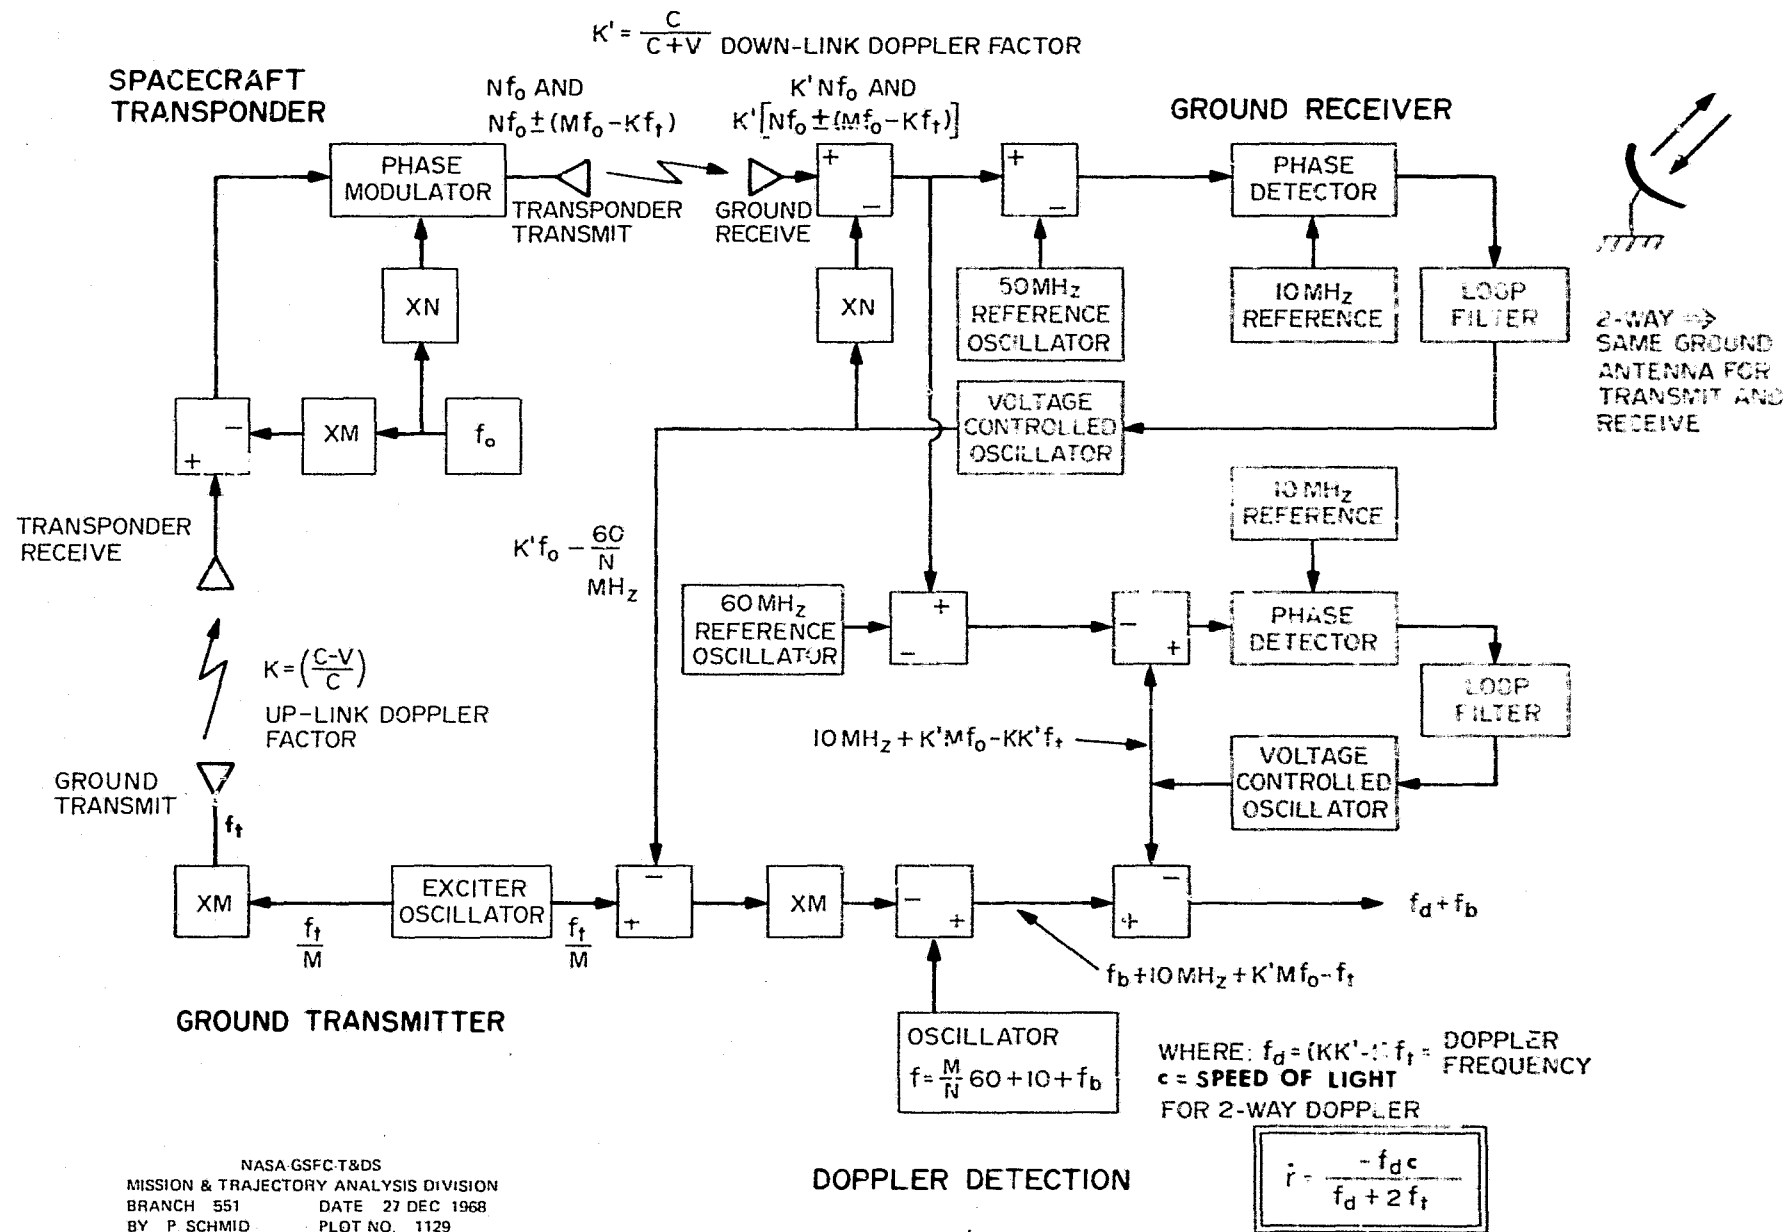 K' = C / C+V DOWN-LINK DOPPLER FACTOR
SPACECRAFT
TRANSPONDER
Nf₀ AND
Nf₀±(Mf₀-Kfₜ)
K'Nf₀ AND
K'[Nf₀±(Mf₀-Kfₜ)]
GROUND RECEIVER
PHASE
MODULATOR
TRANSPONDER
TRANSMIT
GROUND
RECEIVE
+
-
+
-
PHASE
DETECTOR
XN
XN
50 MHz
REFERENCE
OSCILLATOR
10 MHz
REFERENCE
LOOP
FILTER
2-WAY ⇒
SAME GROUND
ANTENNA FOR
TRANSMIT AND
RECEIVE
-
+
XM
f₀
VOLTAGE
CONTROLLED
OSCILLATOR
10 MHz
REFERENCE
TRANSPONDER
RECEIVE
K'f₀ - 60/N
MHz
60 MHz
REFERENCE
OSCILLATOR
+
-
-
+
PHASE
DETECTOR
LOOP
FILTER
K = (C-V / C)
UP-LINK DOPPLER
FACTOR
10 MHz + K'Mf₀-KK'fₜ
VOLTAGE
CONTROLLED
OSCILLATOR
GROUND
TRANSMIT
fₜ
XM
EXCITER
OSCILLATOR
-
+
XM
-
+
-
+
f_d + f_b
fₜ/M
fₜ/M
f_b + 10 MHz + K'Mf₀-fₜ
GROUND TRANSMITTER
OSCILLATOR
f = M/N 60 + 10 + f_b
WHERE: f_d = (KK'- ) fₜ = DOPPLER
FREQUENCY
c = SPEED OF LIGHT
FOR 2-WAY DOPPLER
ṙ = -f_d c / f_d + 2 fₜ
DOPPLER DETECTION
NASA-GSFC-T&DS
MISSION & TRAJECTORY ANALYSIS DIVISION
BRANCH 551 DATE 27 DEC 1968
BY P. SCHMID PLOT NO. 1129